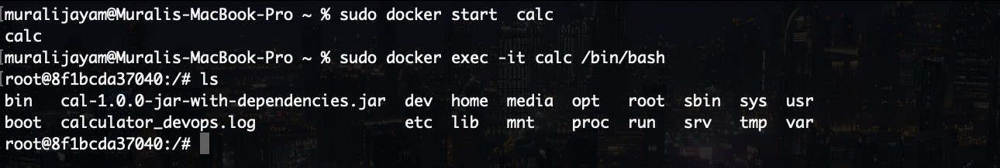 muralijayam@Muralis-MacBook-Pro ~ % sudo docker start  calc
calc
muralijayam@Muralis-MacBook-Pro ~ % sudo docker exec -it calc /bin/bash
root@8f1bcda37040:/# ls
bin   cal-1.0.0-jar-with-dependencies.jar  dev  home  media  opt   root  sbin  sys  usr
boot  calculator_devops.log                etc  lib   mnt    proc  run   srv   tmp  var
root@8f1bcda37040:/#